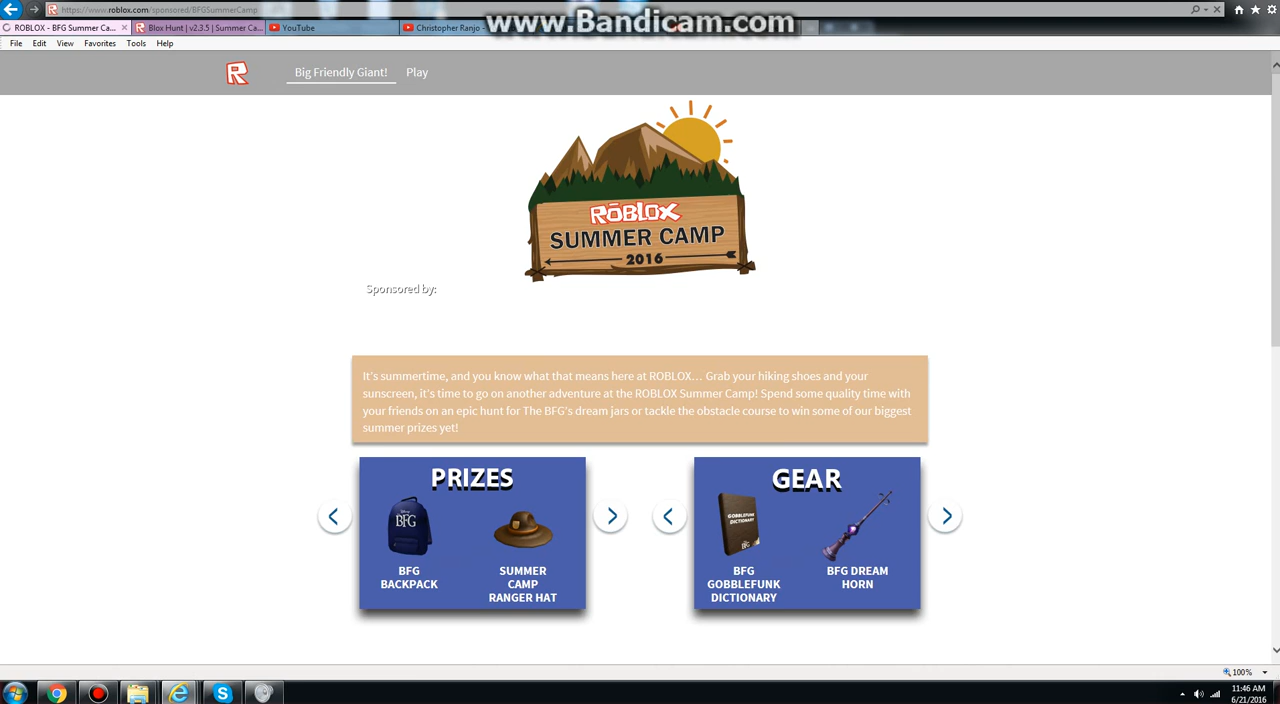 www.Bandicam.com
https://www.roblox.com/sponsored/BFGSummerCamp
ROBLOX - BFG Summer Ca...
Blox Hunt | v2.3.5 | Summer Ca...
YouTube
Christopher Ranjo -
File Edit View Favorites Tools Help
R Big Friendly Giant! Play
RŌBLOX
SUMMER CAMP
2016
Sponsored by:
It's summertime, and you know what that means here at ROBLOX... Grab your hiking shoes and your
sunscreen, it's time to go on another adventure at the ROBLOX Summer Camp! Spend some quality time with
your friends on an epic hunt for The BFG's dream jars or tackle the obstacle course to win some of our biggest
summer prizes yet!
PRIZES
BFG
BFG
BACKPACK
SUMMER
CAMP
RANGER HAT
GEAR
GOBBLEFUNK
DICTIONARY
BFG
BFG
GOBBLEFUNK
DICTIONARY
BFG DREAM
HORN
100%
11:46 AM
6/21/2016